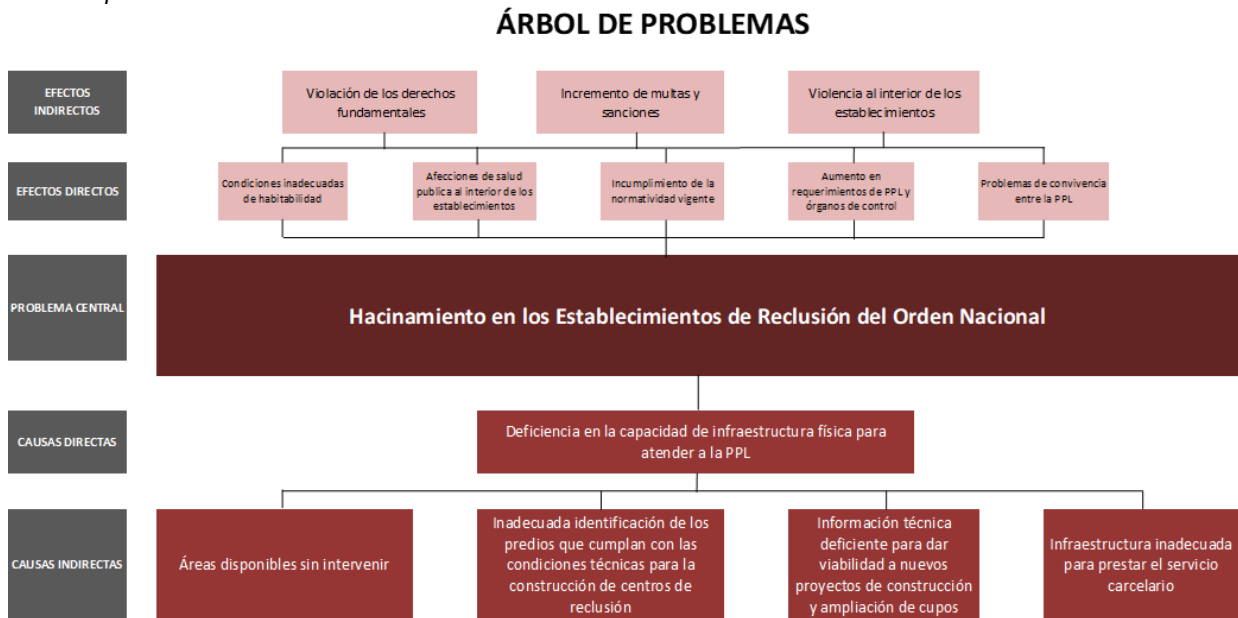 ÁRBOL DE PROBLEMAS
EFECTOS
INDIRECTOS
Violación de los derechos
fundamentales
Incremento de multas y
sanciones
Violencia al interior de los
establecimientos
EFECTOS DIRECTOS
Condiciones inadecuadas
de habitabilidad
Afecciones de salud
publica al interior de los
establecimientos
Incumplimiento de la
normatividad vigente
Aumento en
requerimientos de PPL y
órganos de control
Problemas de convivencia
entre la PPL
PROBLEMA CENTRAL
Hacinamiento en los Establecimientos de Reclusión del Orden Nacional
CAUSAS DIRECTAS
Deficiencia en la capacidad de infraestructura física para
atender a la PPL
CAUSAS INDIRECTAS
Áreas disponibles sin intervenir
Inadecuada identificación de los
predios que cumplan con las
condiciones técnicas para la
construcción de centros de
reclusión
Información técnica
deficiente para dar
viabilidad a nuevos
proyectos de construcción
y ampliación de cupos
Infraestructura inadecuada
para prestar el servicio
carcelario